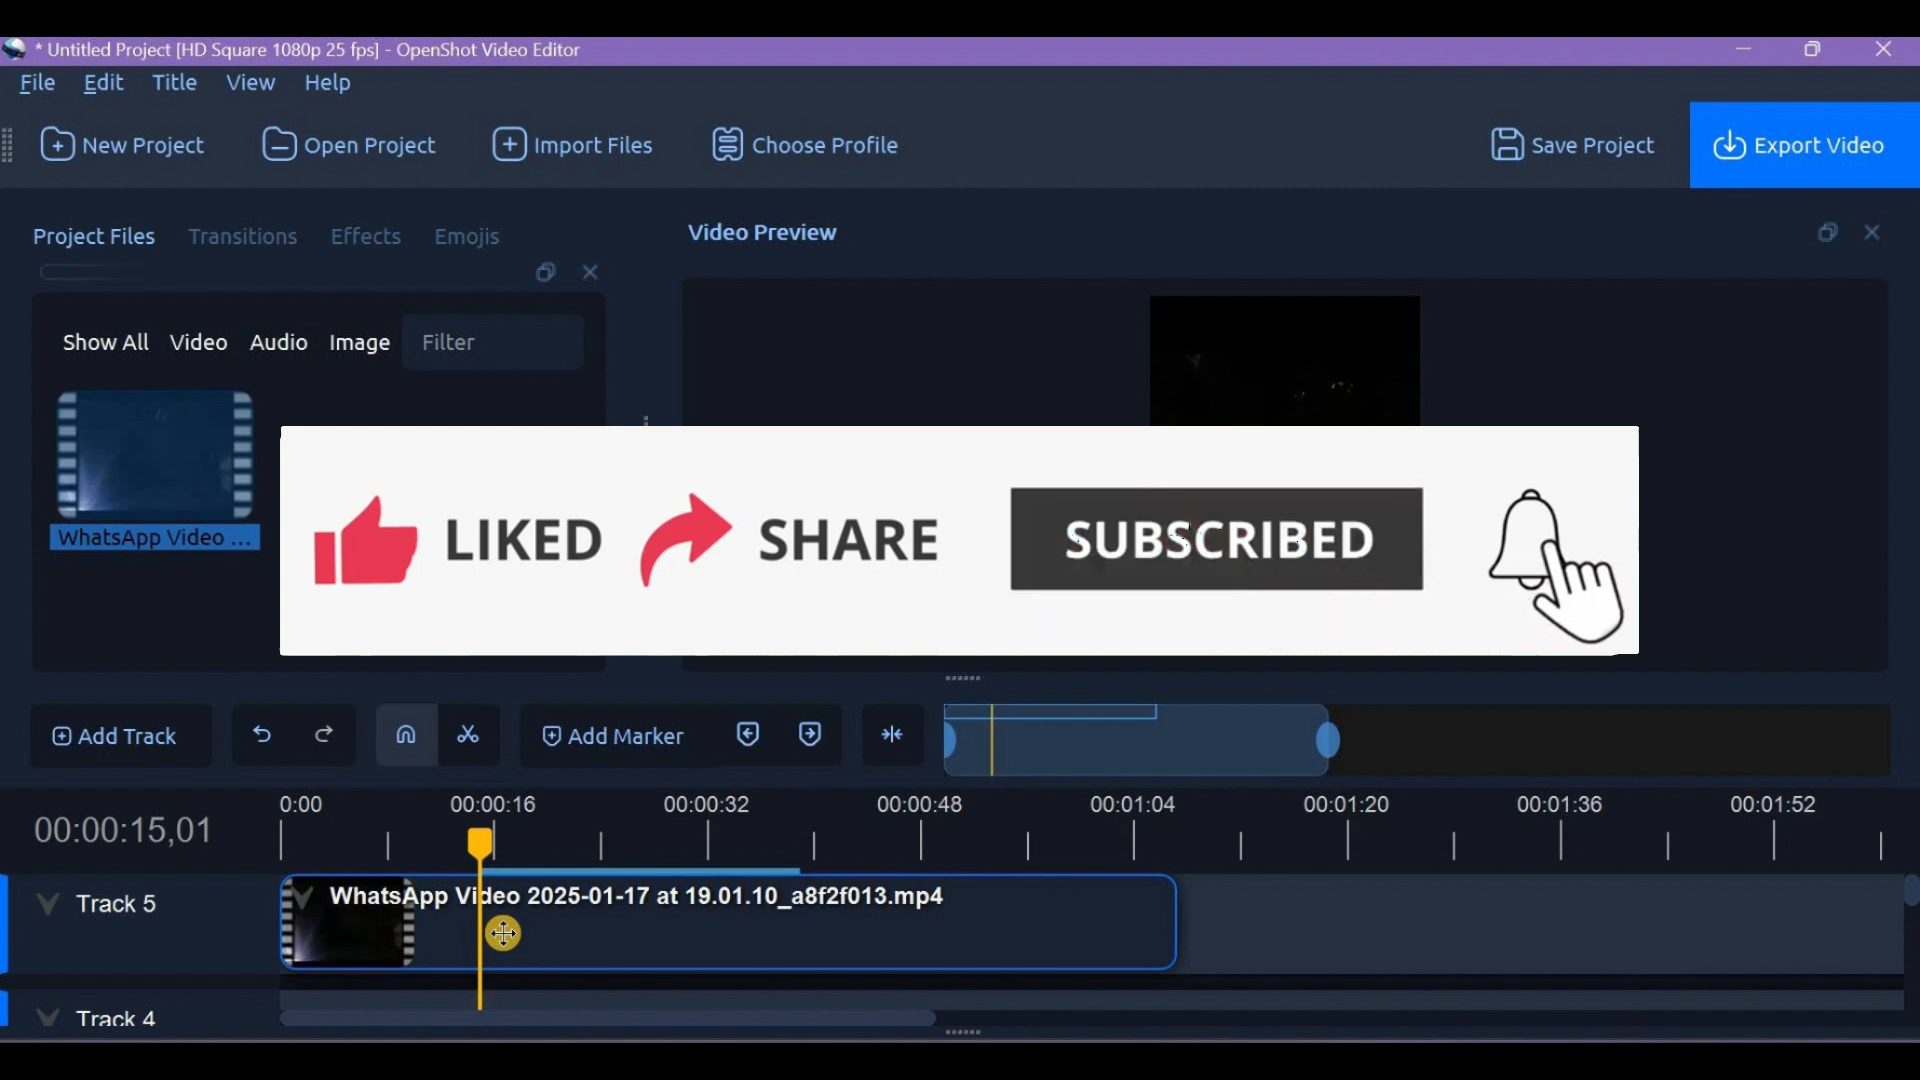 * Untitled Project [HD Square 1080p 25 fps] - OpenShot Video Editor
File Edit Title View Help
New Project Open Project Import Files Choose Profile Save Project Export Video
Project Files Transitions Effects Emojis
Video Preview
Show All Video Audio Image Filter
WhatsApp Video ...
LIKED SHARE SUBSCRIBED
Add Track Add Marker
0:00 00:00:16 00:00:32 00:00:48 00:01:04 00:01:20 00:01:36 00:01:52
00:00:15,01
Track 5
WhatsApp Video 2025-01-17 at 19.01.10_a8f2f013.mp4
Track 4